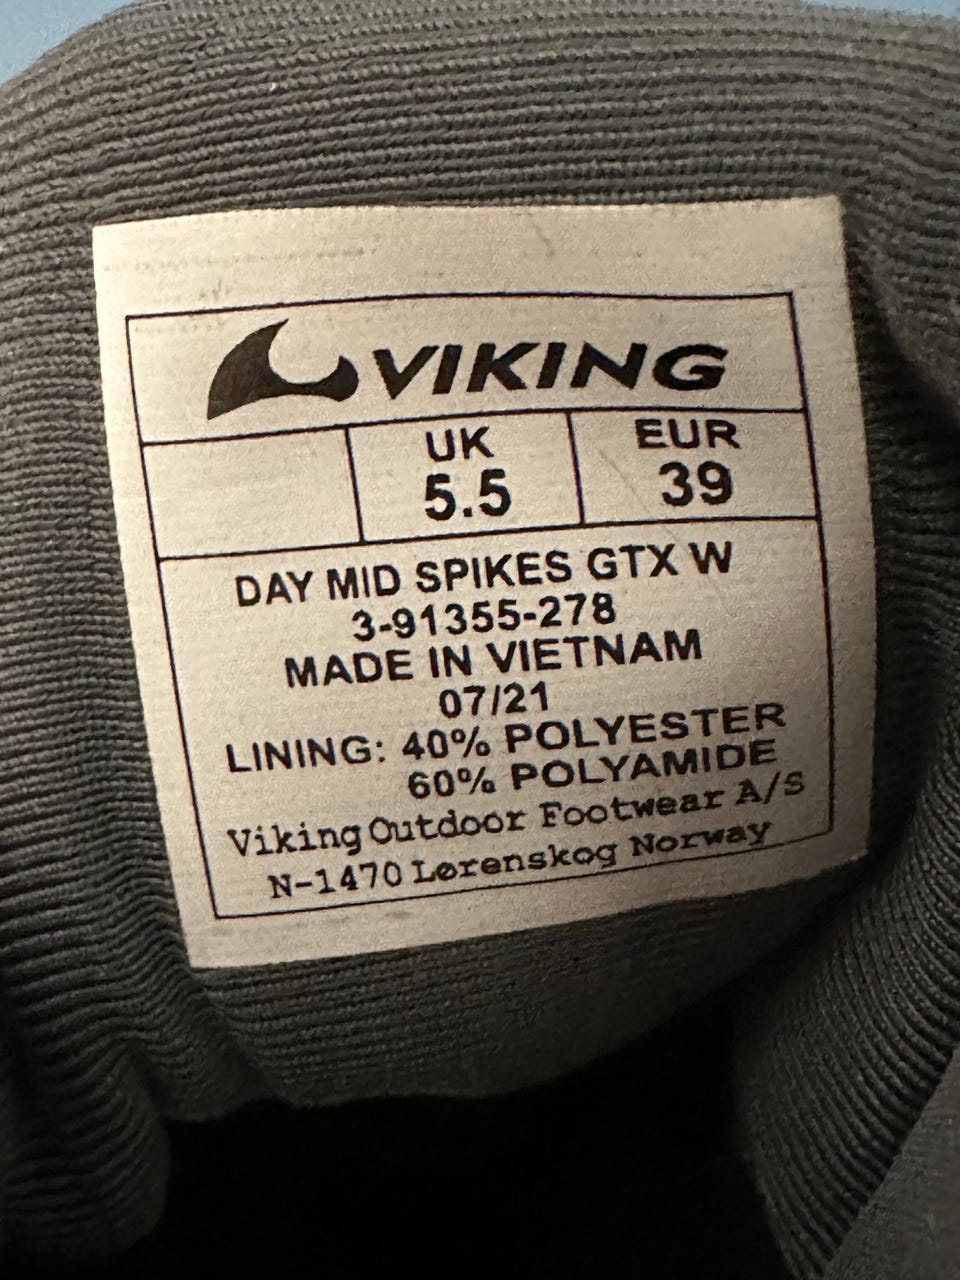 VIKING
UK EUR
5.5 39
DAY MID SPIKES GTX W
3-91355-278
MADE IN VIETNAM
07/21
LINING: 40% POLYESTER
60% POLYAMIDE
Viking Outdoor Footwear A/S
N-1470 Lørenskog Norway